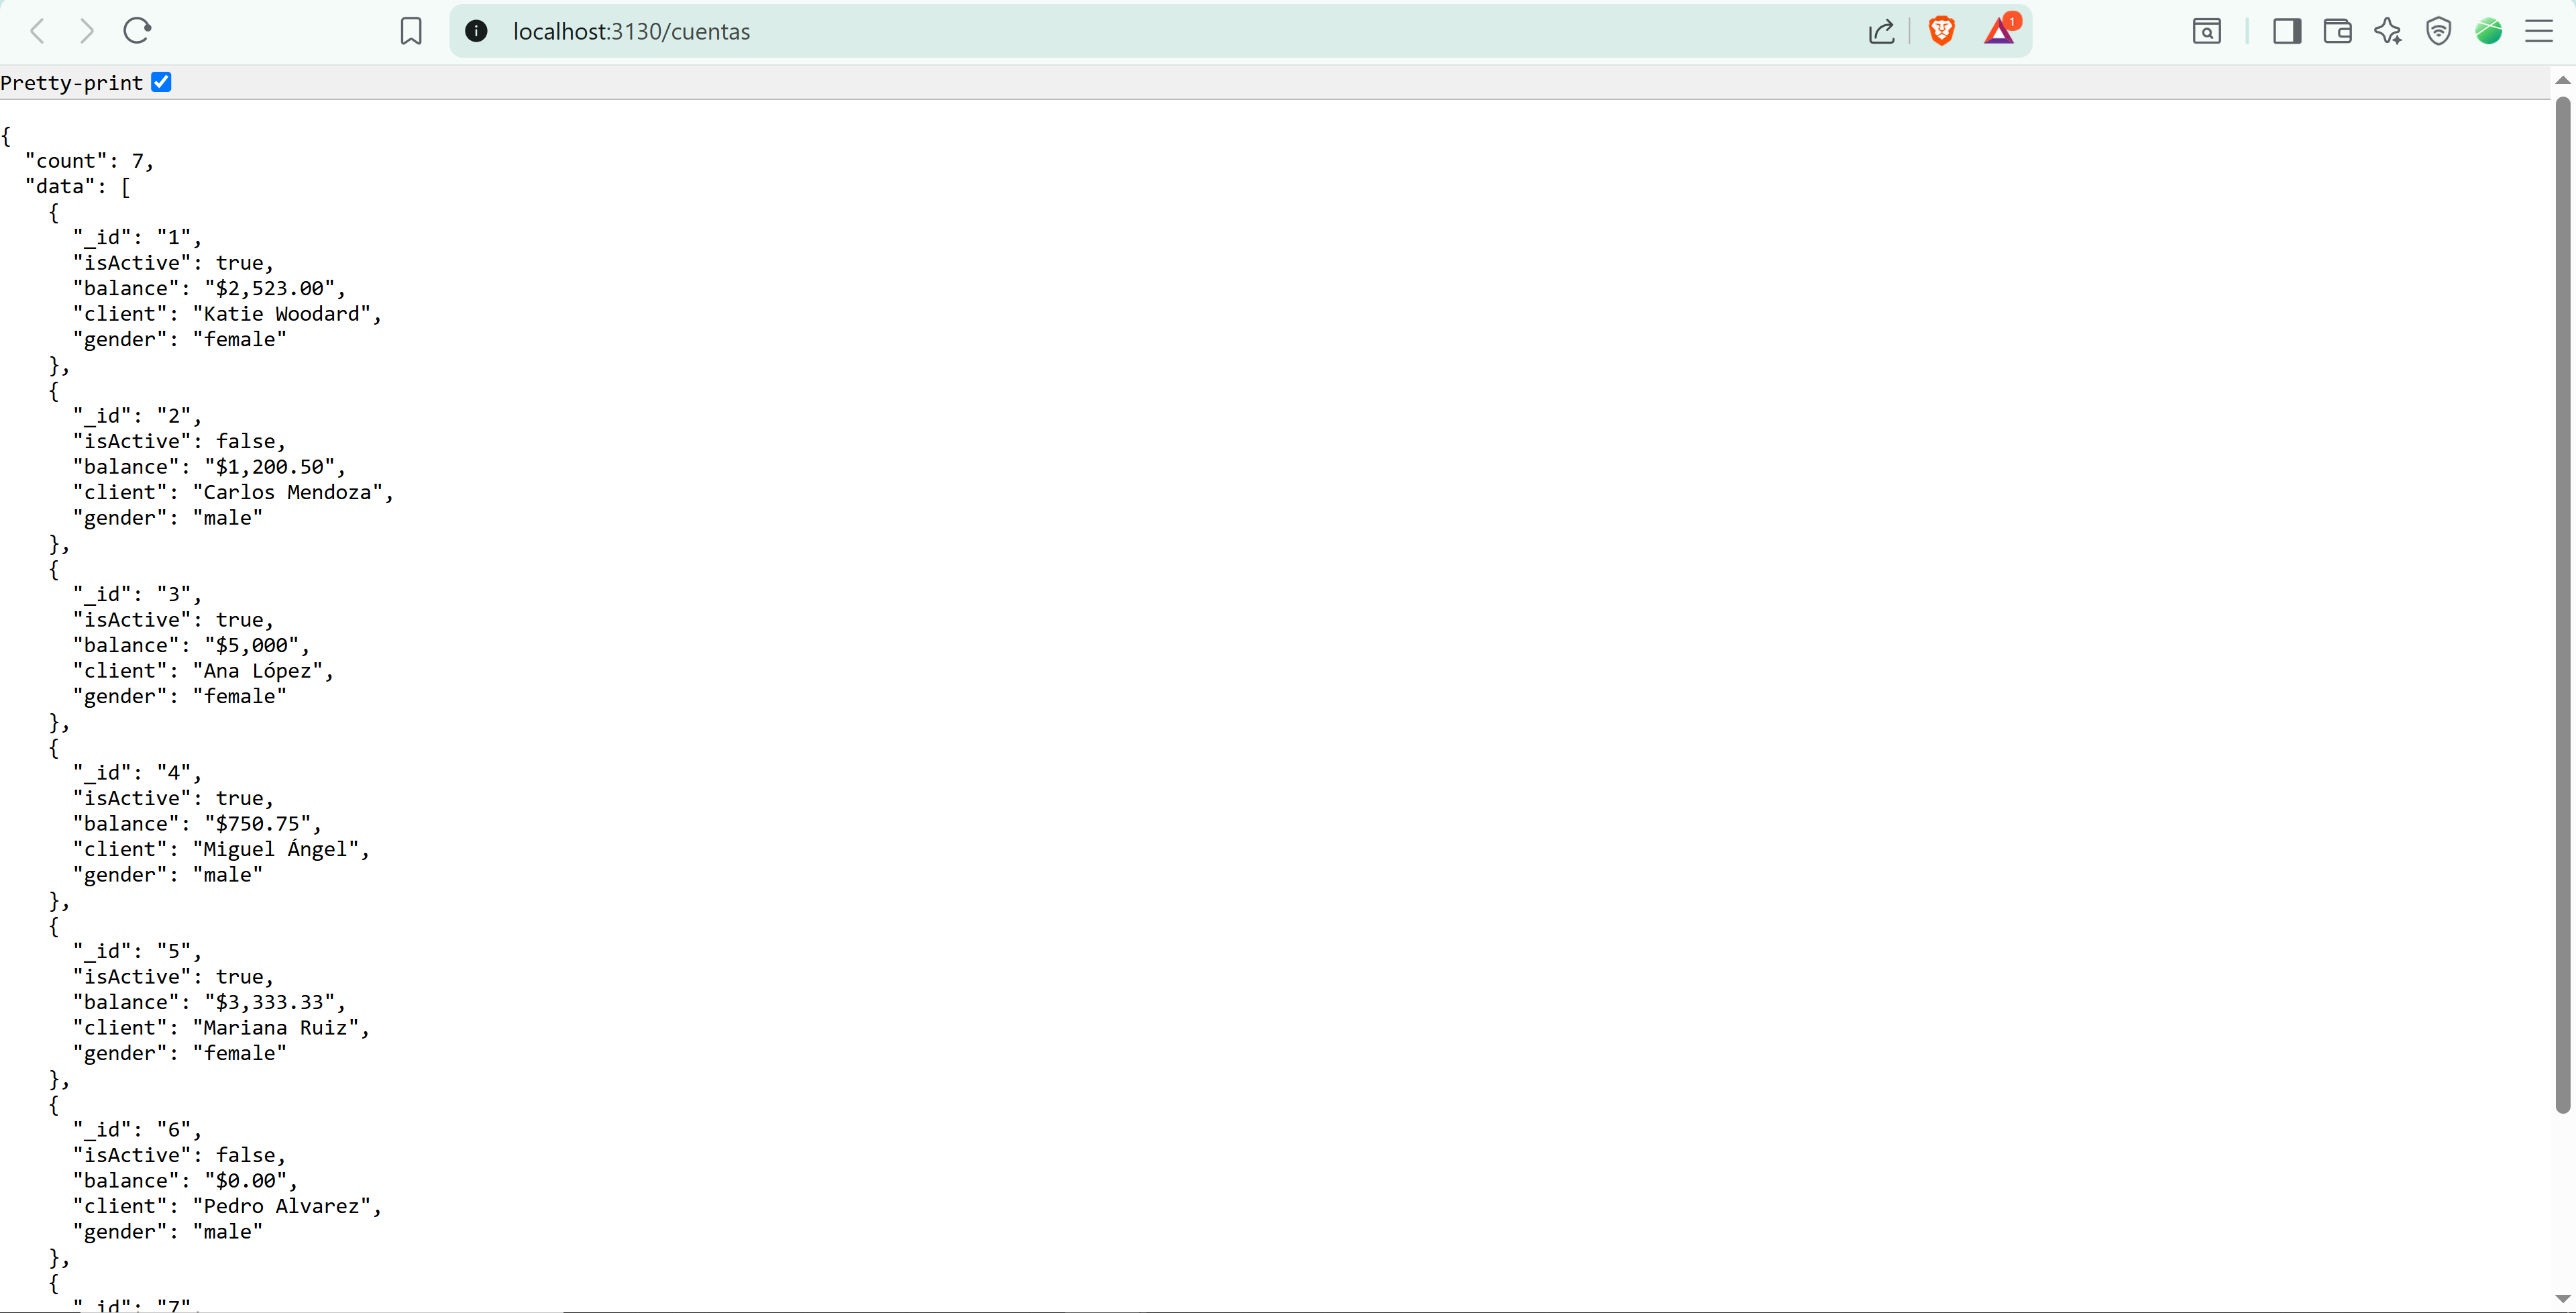 localhost:3130/cuentas
1
Pretty-print
{
  "count": 7,
  "data": [
    {
      "_id": "1",
      "isActive": true,
      "balance": "$2,523.00",
      "client": "Katie Woodard",
      "gender": "female"
    },
    {
      "_id": "2",
      "isActive": false,
      "balance": "$1,200.50",
      "client": "Carlos Mendoza",
      "gender": "male"
    },
    {
      "_id": "3",
      "isActive": true,
      "balance": "$5,000",
      "client": "Ana López",
      "gender": "female"
    },
    {
      "_id": "4",
      "isActive": true,
      "balance": "$750.75",
      "client": "Miguel Ángel",
      "gender": "male"
    },
    {
      "_id": "5",
      "isActive": true,
      "balance": "$3,333.33",
      "client": "Mariana Ruiz",
      "gender": "female"
    },
    {
      "_id": "6",
      "isActive": false,
      "balance": "$0.00",
      "client": "Pedro Alvarez",
      "gender": "male"
    },
    {
      "_id": "7",